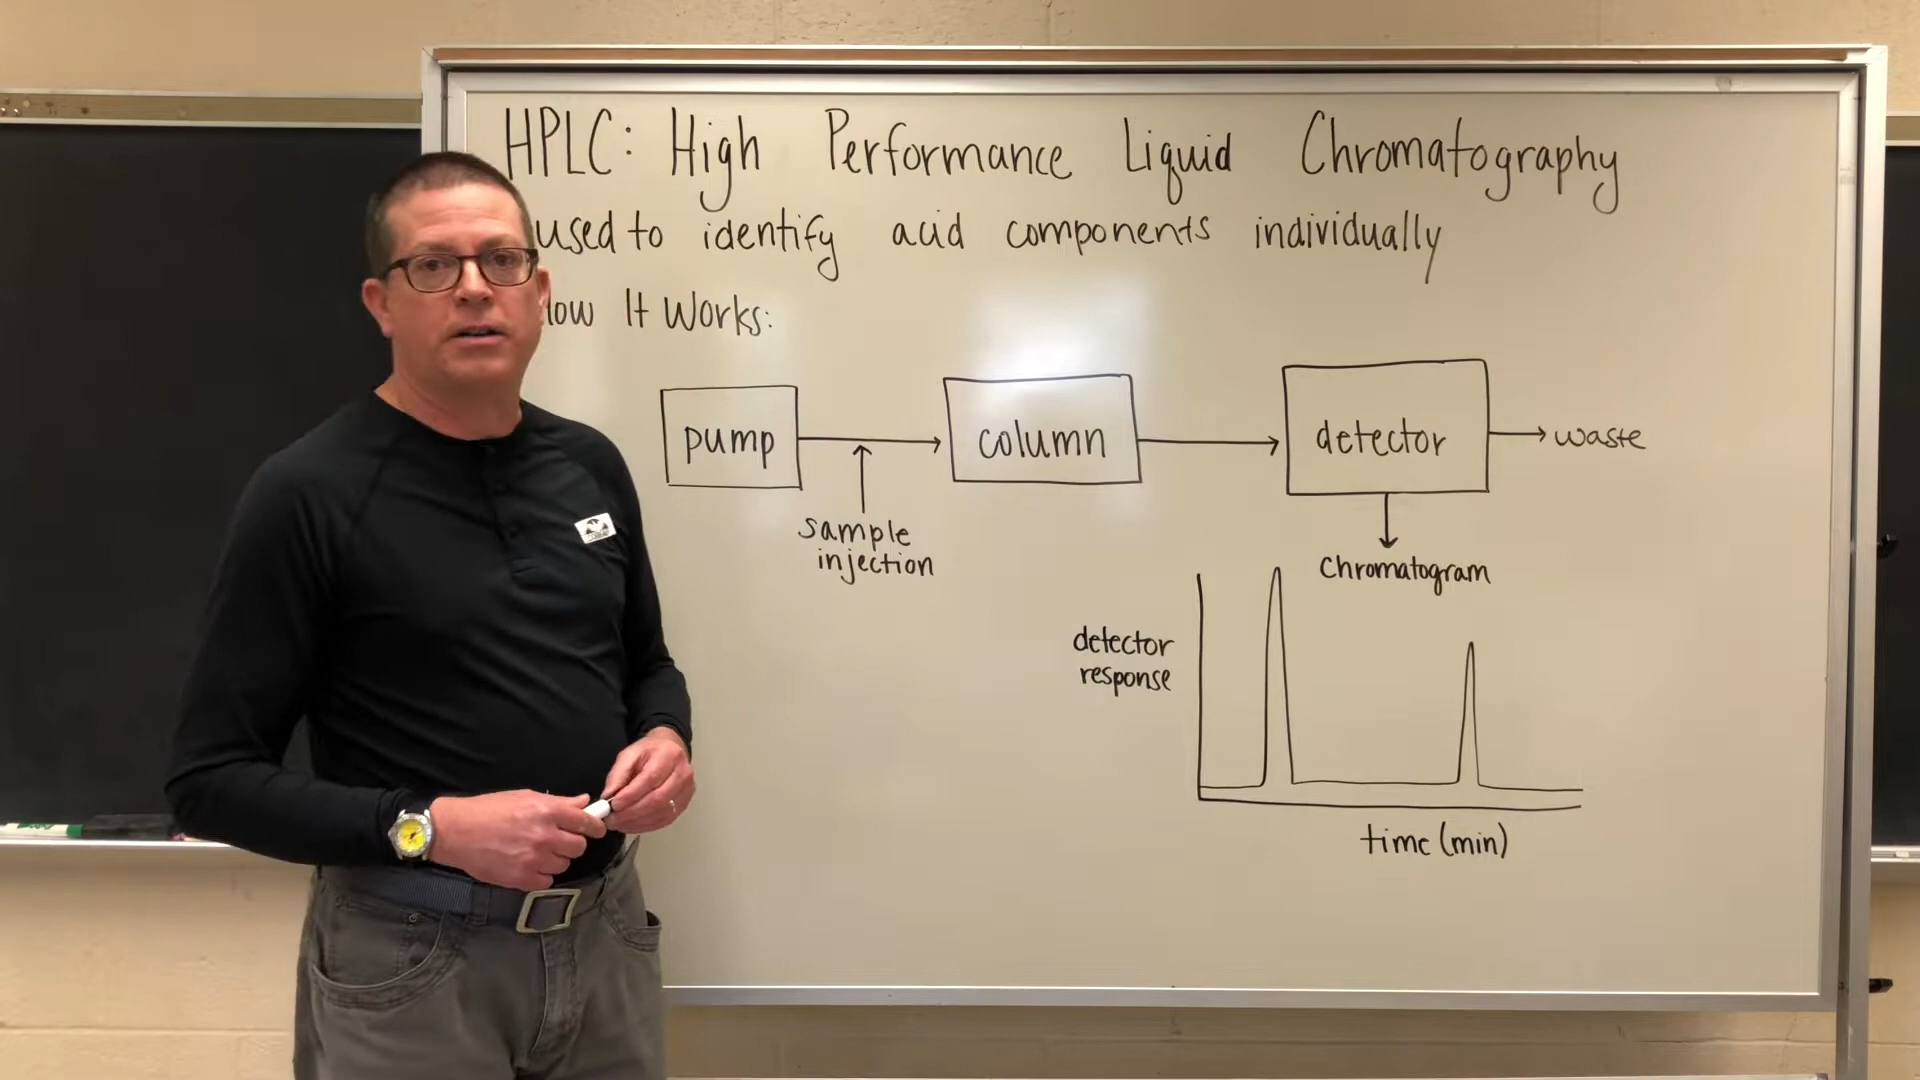 HPLC: High Performance Liquid Chromatography
used to identify acid components individually
How It Works:
pump
column
detector
waste
sample
injection
chromatogram
detector
response
time (min)